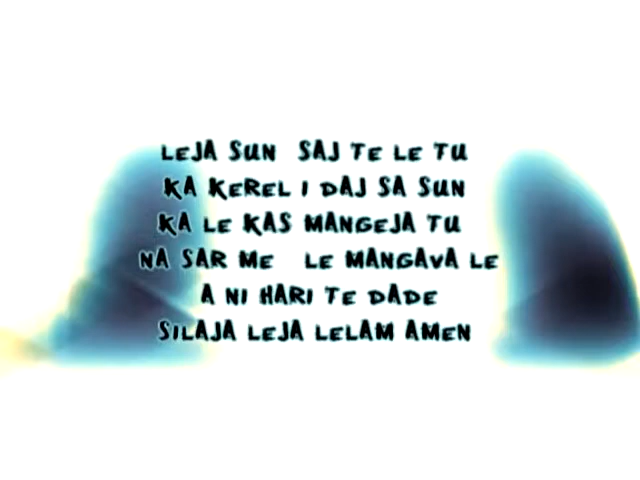 LEJA SUN SAJ TE LE TU
KA KEREL I DAJ SA SUN
KA LE KAS MANGEJA TU
NA SAR ME LE MANGAVA LE
A NI HARI TE DADE
SILAJA LEJA LELAM AMEN